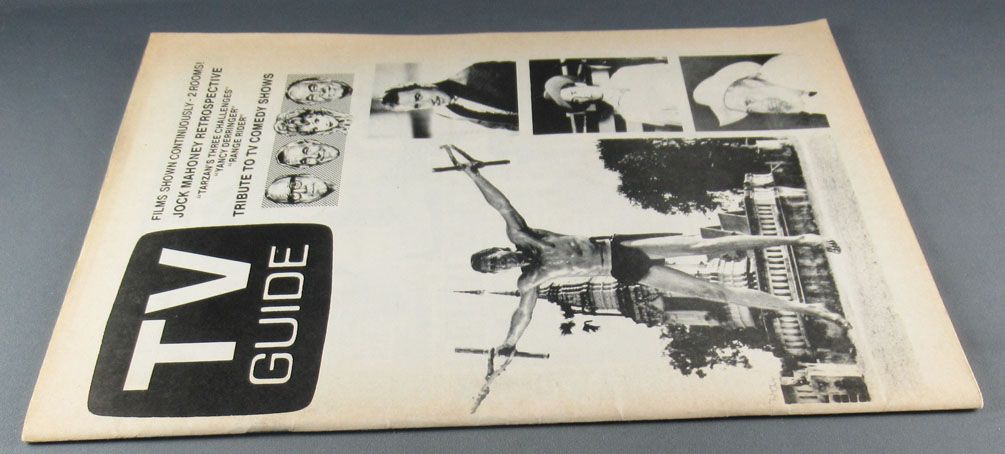 FILMS SHOWN CONTINUOUSLY - 2 ROOMS!
JOCK MAHONEY RETROSPECTIVE
"TARZAN'S THREE CHALLENGES"
"YANCY DERRINGER"
"RANGE RIDER"
TRIBUTE TO TV COMEDY SHOWS
TV
GUIDE